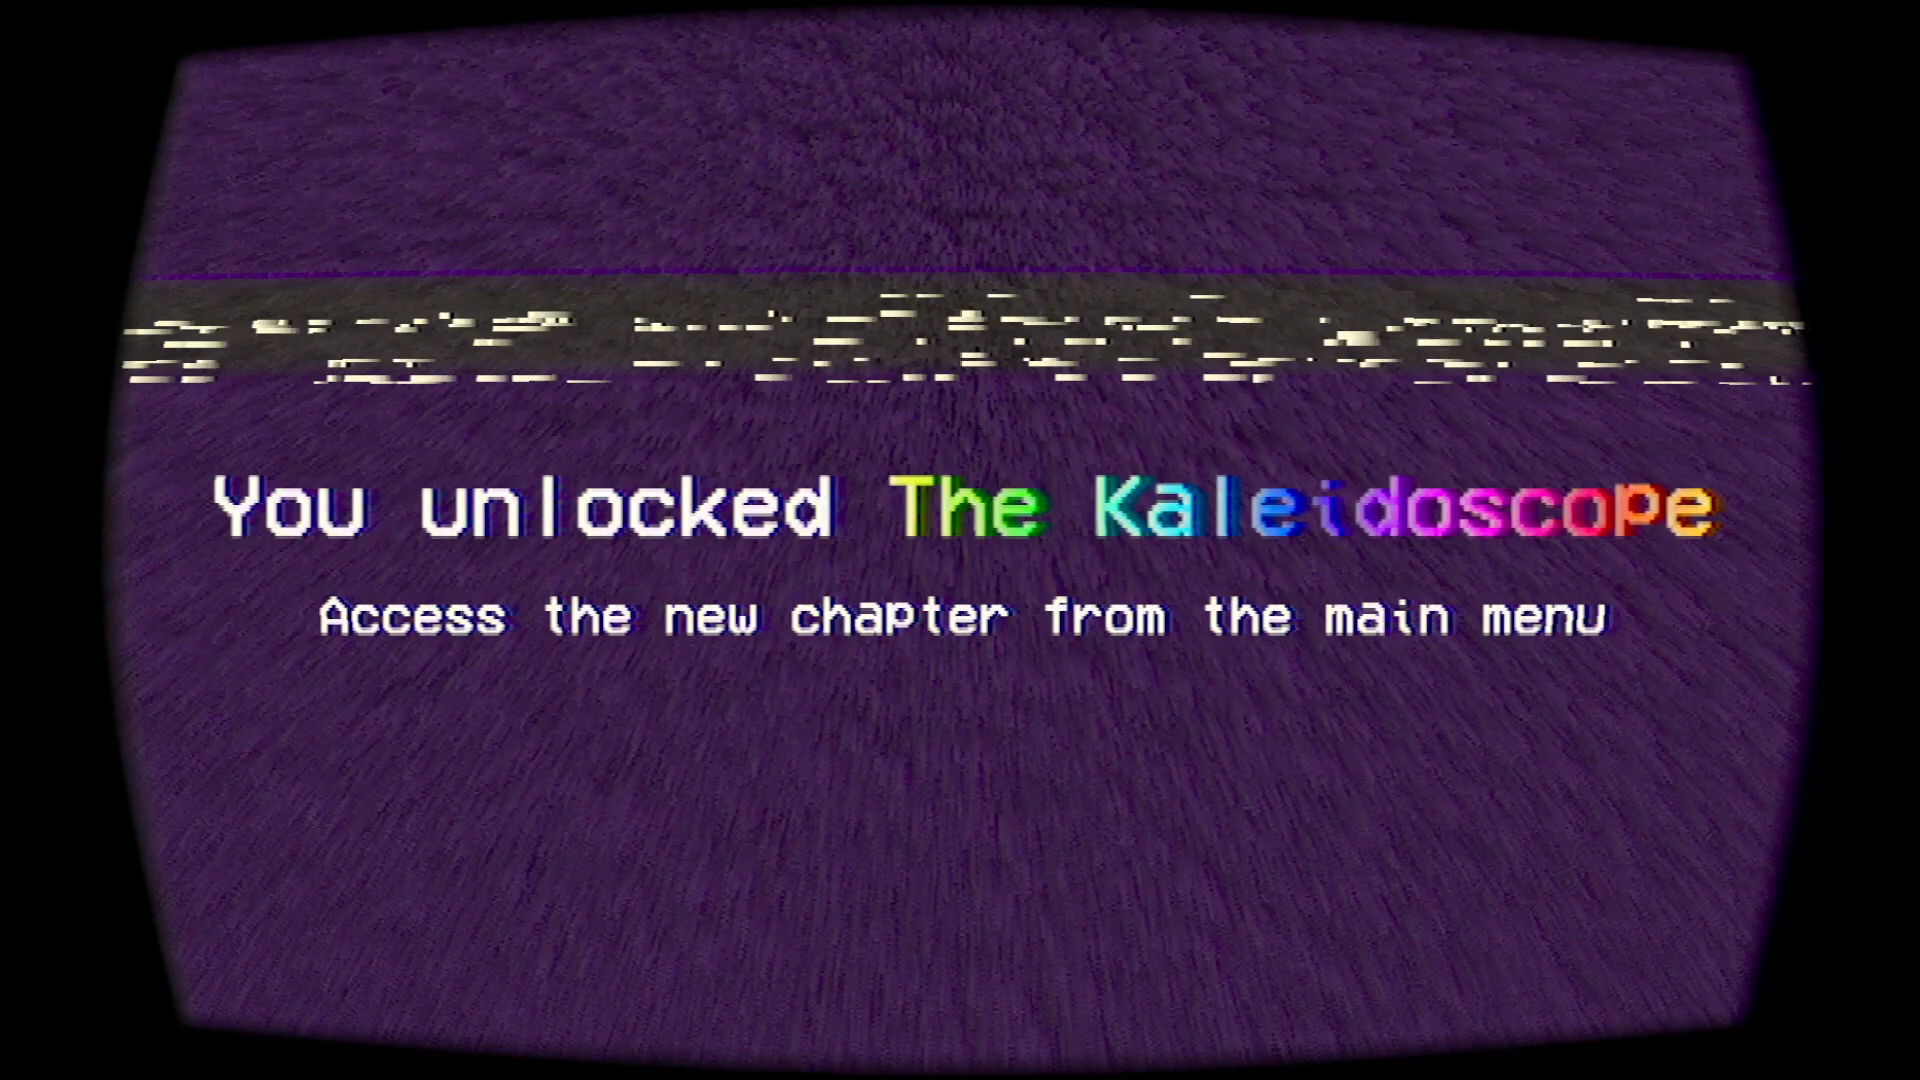 You unlocked The Kaleidoscope
Access the new chapter from the main menu